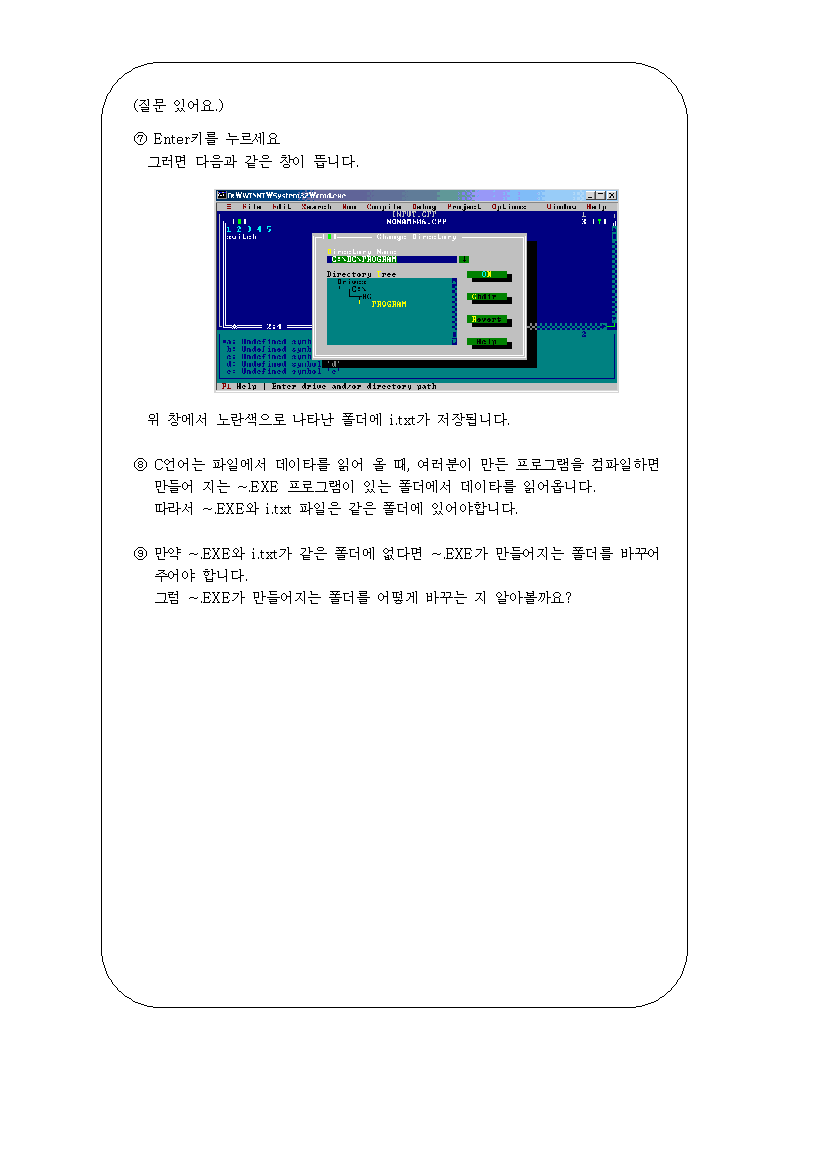 (질문 있어요.)
⑦ Enter키를 누르세요
그러면 다음과 같은 창이 뜹니다.
D:₩WINNT₩System32₩cmd.exe
≡ File Edit Search Run Compile Debug Project Options Window Help
INPUT.CPP 1
NONAME46.CPP 3
1 2 3 4 5
switch
Change Directory
Directory Name
C:\BC\PROGRAM
OK
Directory Tree
Drives
C:\
BC
PROGRAM
Chdir
Revert
Help
2:4
2
a: Undefined symb
b: Undefined symb
c: Undefined symb
d: Undefined symbol 'd'
e: Undefined symbol 'e'
F1 Help | Enter drive and/or directory path
위 창에서 노란색으로 나타난 폴더에 i.txt가 저장됩니다.
⑧ C언어는 파일에서 데이타를 읽어 올 때, 여러분이 만든 프로그램을 컴파일하면
만들어 지는 ~.EXE 프로그램이 있는 폴더에서 데이타를 읽어옵니다.
따라서 ~.EXE와 i.txt 파일은 같은 폴더에 있어야합니다.
⑨ 만약 ~.EXE와 i.txt가 같은 폴더에 없다면 ~.EXE가 만들어지는 폴더를 바꾸어
주어야 합니다.
그럼 ~.EXE가 만들어지는 폴더를 어떻게 바꾸는 지 알아볼까요?